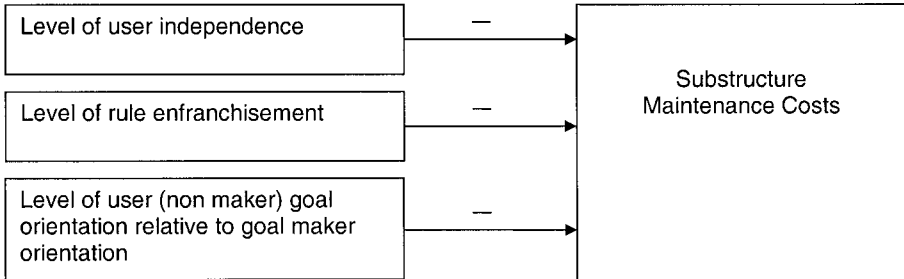 Level of user independence
—
Substructure
Maintenance Costs
Level of rule enfranchisement
—
Level of user (non maker) goal
orientation relative to goal maker
orientation
—